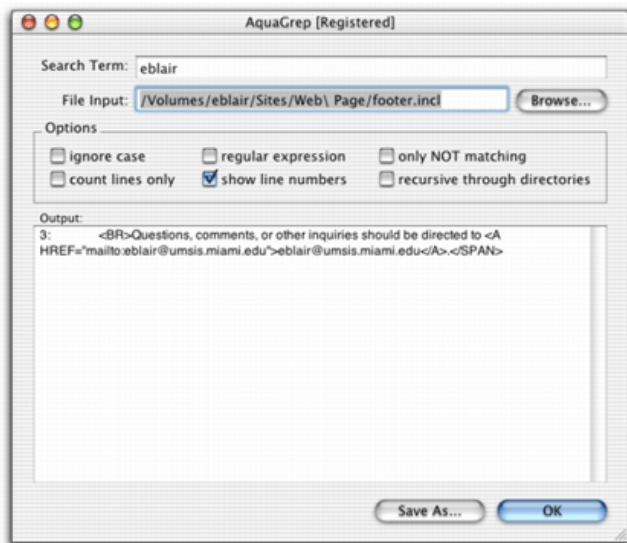 AquaGrep [Registered]
Search Term: eblair
File Input: /Volumes/eblair/Sites/Web\ Page/footer.incl Browse...
Options
ignore case regular expression only NOT matching
count lines only show line numbers recursive through directories
Output:
3: <BR>Questions, comments, or other inquiries should be directed to <A
HREF="mailto:eblair@umsis.miami.edu">eblair@umsis.miami.edu</A>.</SPAN>
Save As... OK